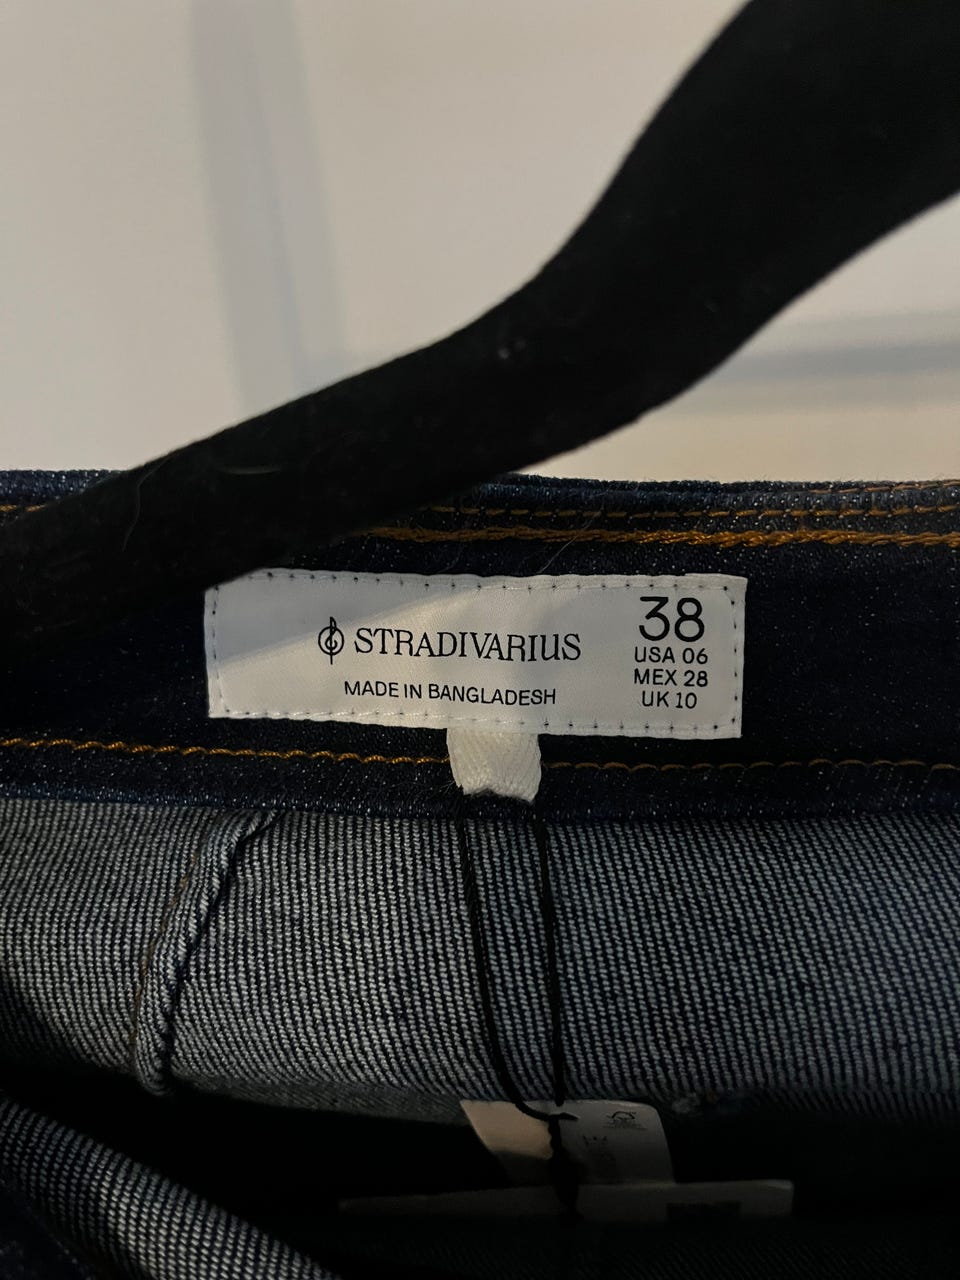 STRADIVARIUS
MADE IN BANGLADESH
38
USA 06
MEX 28
UK 10